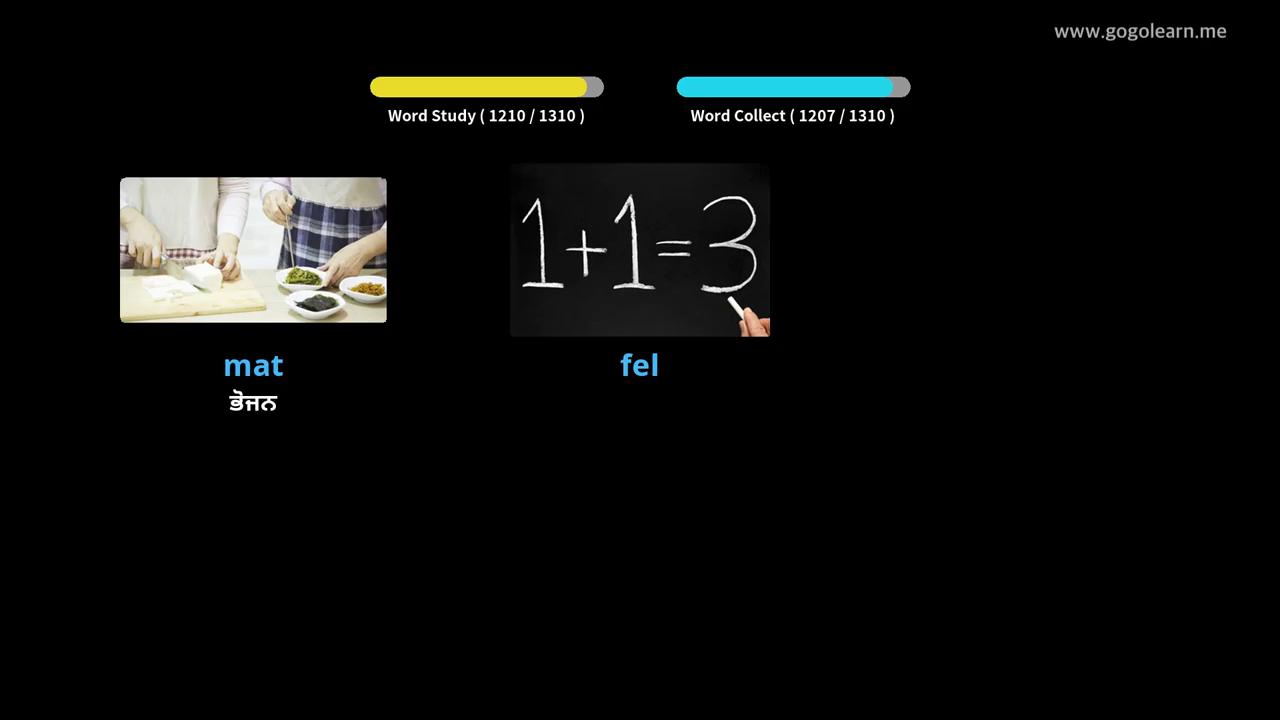 www.gogolearn.me
Word Study ( 1210 / 1310 )
Word Collect ( 1207 / 1310 )
1+1=3
mat
fel
ਭੋਜਨ